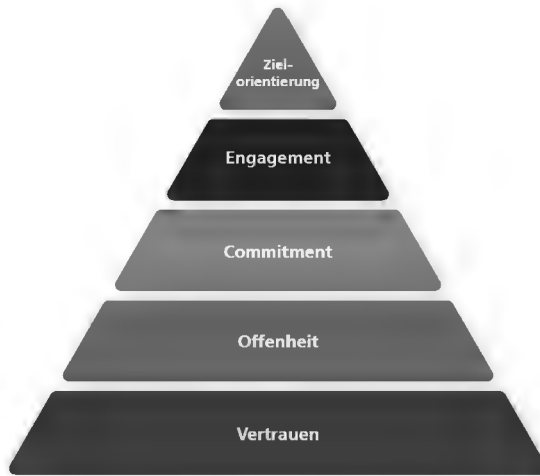 Ziel-
orientierung
Engagement
Commitment
Offenheit
Vertrauen